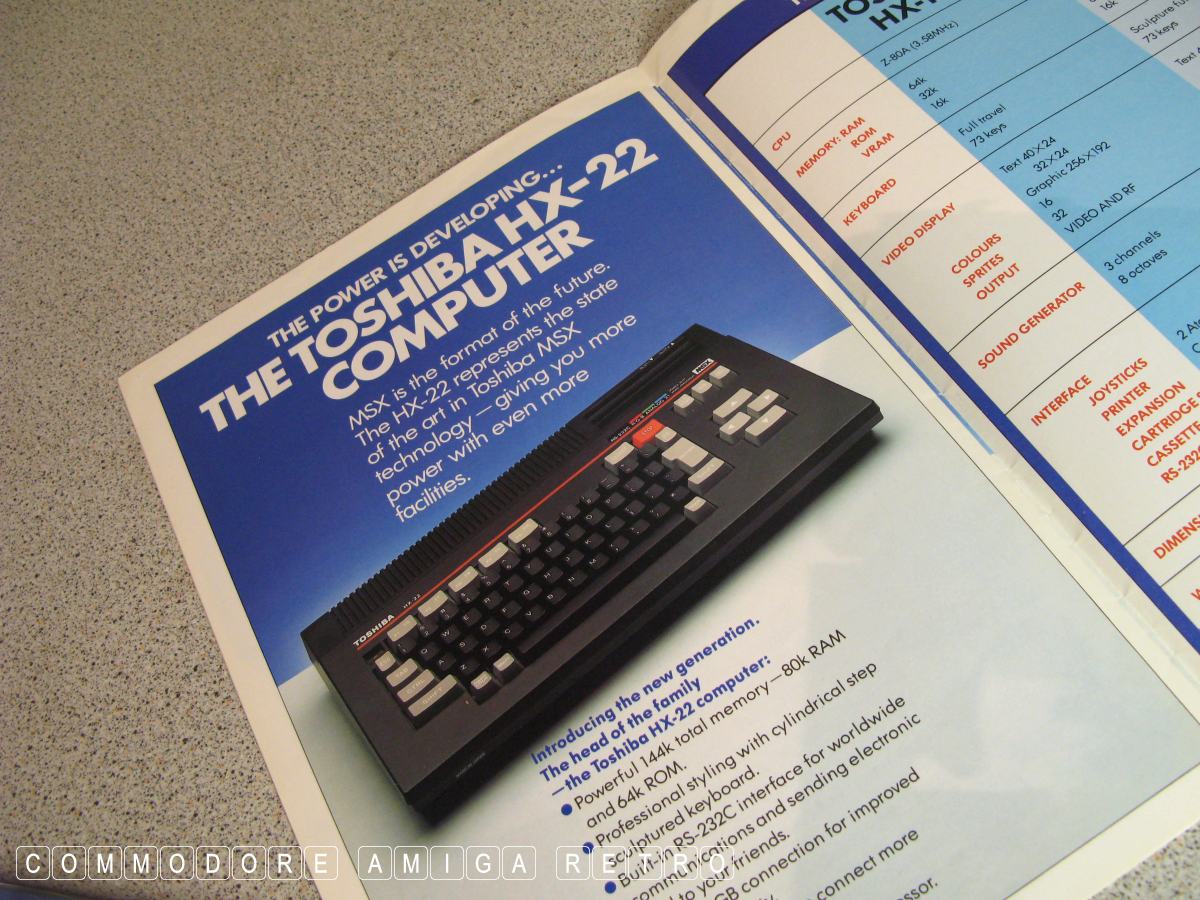 THE POWER IS DEVELOPING...
THE TOSHIBA HX-22
COMPUTER
MSX is the format of the future.
The HX-22 represents the state
of the art in Toshiba MSX
technology — giving you more
power with even more
facilities.
TOSHIBA HX-22
MSX
Introducing the new generation.
The head of the family
—the Toshiba HX-22 computer:
● Powerful 144k total memory—80k RAM
and 64k ROM.
● Professional styling with cylindrical step
sculptured keyboard.
● Built in RS-232C interface for worldwide
communications and sending electronic
to your friends.
GB connection for improved
connect more
CPU
Z-80A (3.58MHz)
MEMORY: RAM
64k
ROM
32k
VRAM
16k
16k
KEYBOARD
Full travel
73 keys
73 keys
VIDEO DISPLAY
Text 40×24
32×24
Graphic 256×192
COLOURS
16
SPRITES
32
OUTPUT
VIDEO AND RF
SOUND GENERATOR
3 channels
8 octaves
INTERFACE
JOYSTICKS
PRINTER
EXPANSION
CARTRIDGE
CASSETTE
COMMODORE AMIGA RETRO